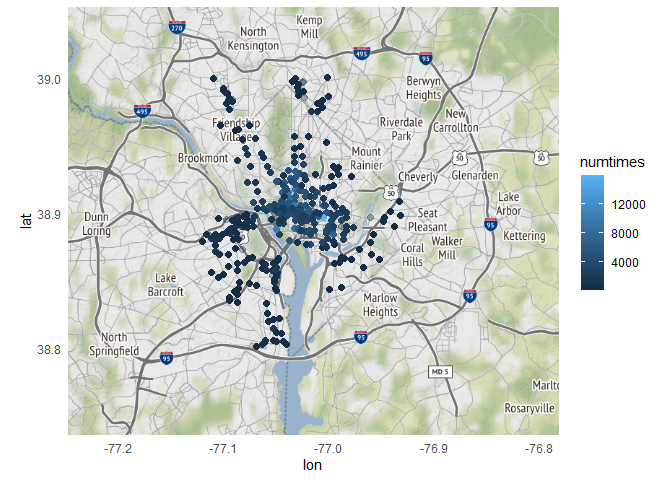 270
North
Kensington
Kemp
Mill
495
95
39.0
Berwyn
Heights
495
New
Carrollton
Friendship
Village
Riverdale
Park
Brookmont
Mount
Rainier
50
50
numtimes
Cheverly
Glenarden
50
Lake
Arbor
12000
38.9
Dunn
Loring
Seat
Pleasant
95
Kettering
8000
lat
Walker
Mill
Coral
Hills
4000
Lake
Barcroft
95
Marlow
Heights
North
Springfield
95
95
38.8
MD 5
Marlto
Rosaryville
-77.2
-77.1
-77.0
-76.9
-76.8
lon